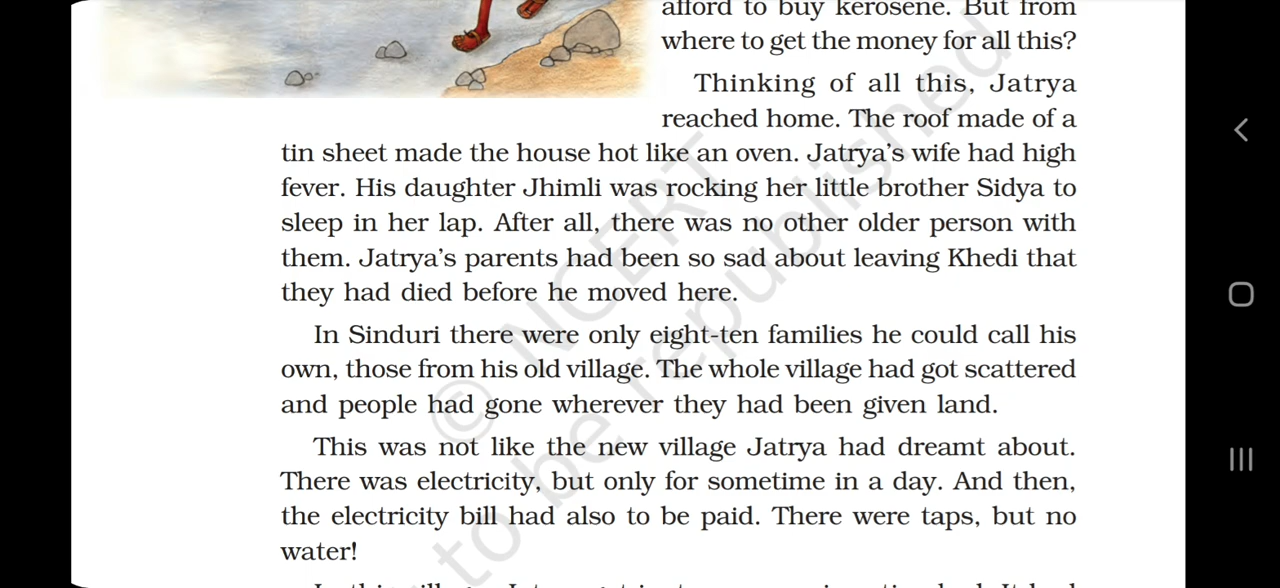 afford to buy kerosene. But from
where to get the money for all this?
Thinking of all this, Jatrya
reached home. The roof made of a
tin sheet made the house hot like an oven. Jatrya's wife had high
fever. His daughter Jhimli was rocking her little brother Sidya to
sleep in her lap. After all, there was no other older person with
them. Jatrya's parents had been so sad about leaving Khedi that
they had died before he moved here.
In Sinduri there were only eight-ten families he could call his
own, those from his old village. The whole village had got scattered
and people had gone wherever they had been given land.
This was not like the new village Jatrya had dreamt about.
There was electricity, but only for sometime in a day. And then,
the electricity bill had also to be paid. There were taps, but no
water!
© NCERT
to be republished